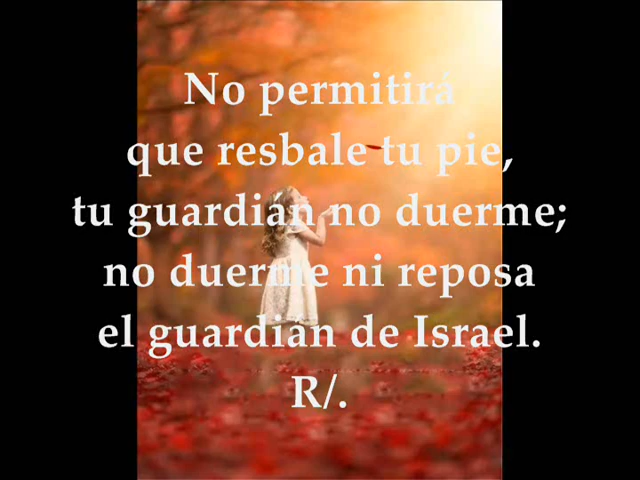 No permitirá
que resbale tu pie,
tu guardián no duerme;
no duerme ni reposa
el guardián de Israel.
R/.